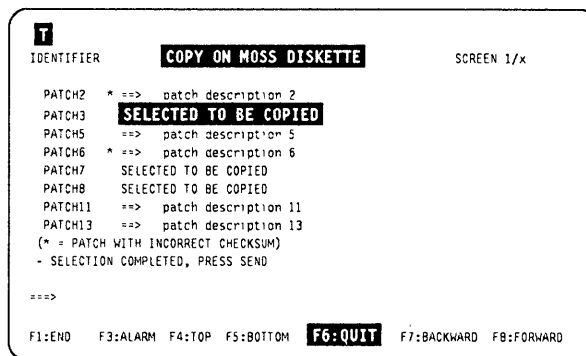 T
IDENTIFIER COPY ON MOSS DISKETTE SCREEN 1/x
PATCH2 * ==> patch description 2
PATCH3 SELECTED TO BE COPIED
PATCH5 ==> patch description 5
PATCH6 * ==> patch description 6
PATCH7 SELECTED TO BE COPIED
PATCH8 SELECTED TO BE COPIED
PATCH11 ==> patch description 11
PATCH13 ==> patch description 13
(* = PATCH WITH INCORRECT CHECKSUM)
- SELECTION COMPLETED, PRESS SEND
===>
F1:END F3:ALARM F4:TOP F5:BOTTOM F6:QUIT F7:BACKWARD F8:FORWARD